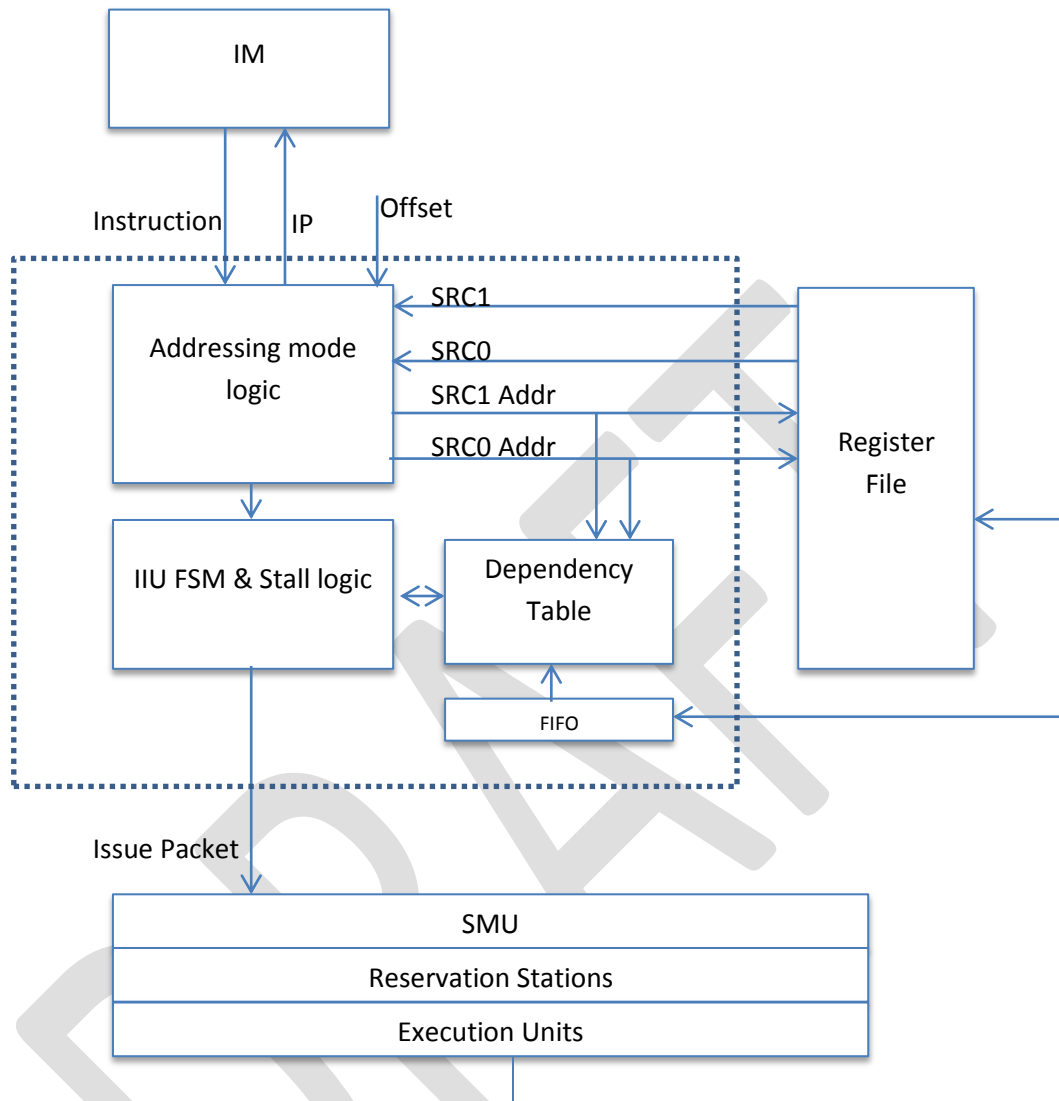 IM
Instruction
IP
Offset
SRC1
SRC0
SRC1 Addr
SRC0 Addr
Addressing mode
logic
Register
File
IIU FSM & Stall logic
Dependency
Table
FIFO
Issue Packet
SMU
Reservation Stations
Execution Units
DRAFT